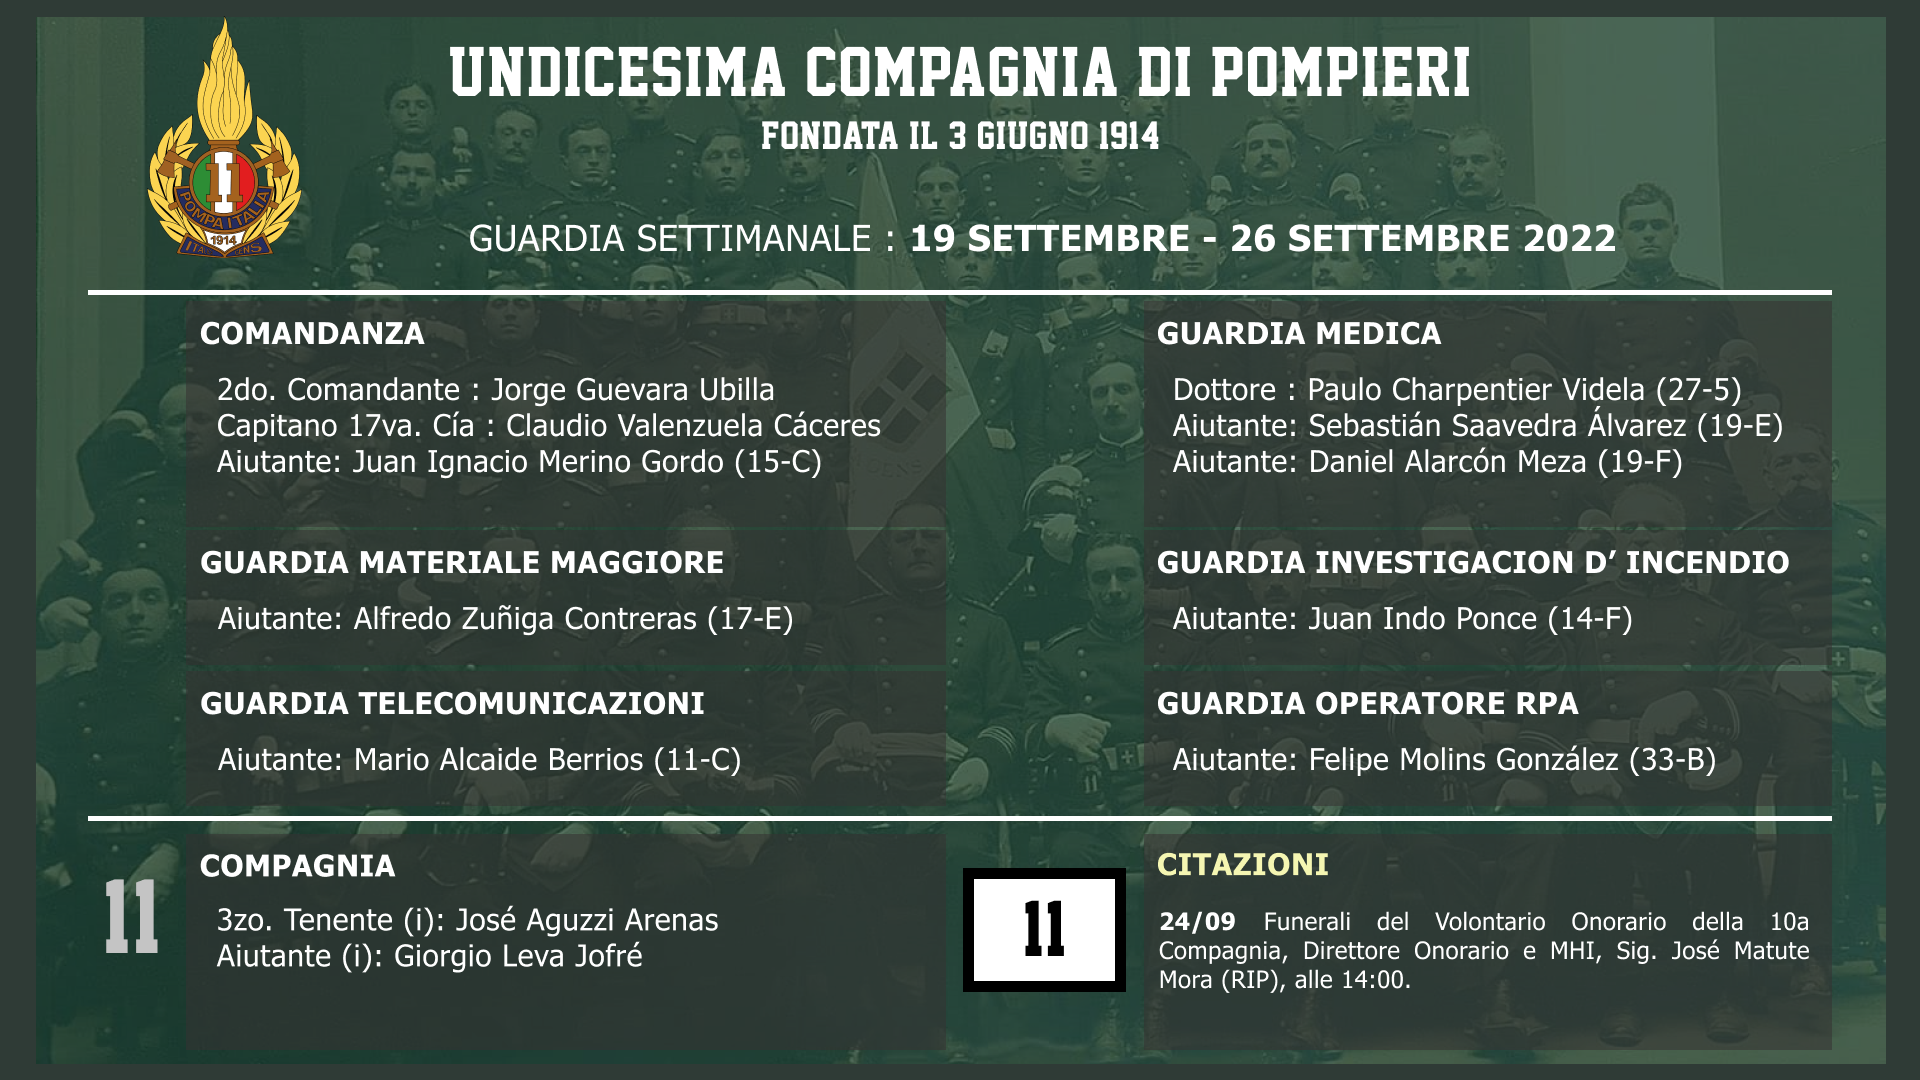 UNDICESIMA COMPAGNIA DI POMPIERI
FONDATA IL 3 GIUGNO 1914
11
POMPA ITALIA
1914
GUARDIA SETTIMANALE : 19 SETTEMBRE - 26 SETTEMBRE 2022
COMANDANZA
2do. Comandante : Jorge Guevara Ubilla
Capitano 17va. Cía : Claudio Valenzuela Cáceres
Aiutante: Juan Ignacio Merino Gordo (15-C)
GUARDIA MEDICA
Dottore : Paulo Charpentier Videla (27-5)
Aiutante: Sebastián Saavedra Álvarez (19-E)
Aiutante: Daniel Alarcón Meza (19-F)
GUARDIA MATERIALE MAGGIORE
Aiutante: Alfredo Zuñiga Contreras (17-E)
GUARDIA INVESTIGACION D’ INCENDIO
Aiutante: Juan Indo Ponce (14-F)
GUARDIA TELECOMUNICAZIONI
Aiutante: Mario Alcaide Berrios (11-C)
GUARDIA OPERATORE RPA
Aiutante: Felipe Molins González (33-B)
11
COMPAGNIA
3zo. Tenente (i): José Aguzzi Arenas
Aiutante (i): Giorgio Leva Jofré
11
CITAZIONI
24/09 Funerali del Volontario Onorario della 10a
Compagnia, Direttore Onorario e MHI, Sig. José Matute
Mora (RIP), alle 14:00.